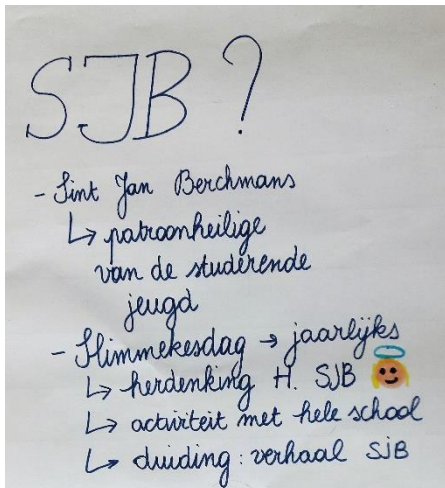 SJB ?
- Sint Jan Berchmans
↳ patroonheilige
van de studerende
jeugd
- Slimmekesdag → jaarlijks
↳ herdenking H. SJB
↳ activiteit met hele school
↳ duiding: verhaal SJB